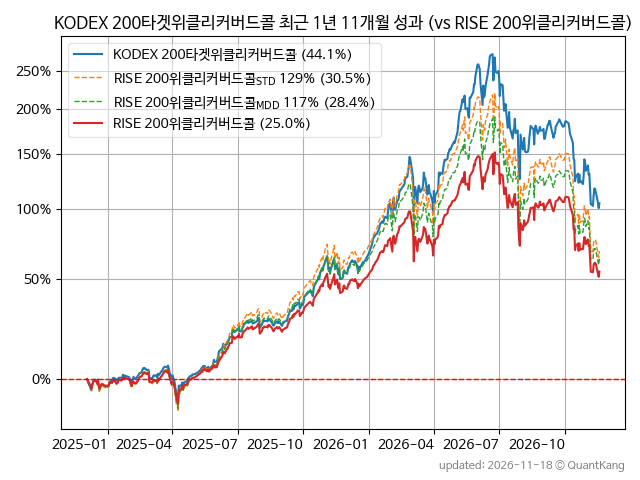 KODEX 200타겟위클리커버드콜 최근 1년 11개월 성과 (vs RISE 200위클리커버드콜)
KODEX 200타겟위클리커버드콜 (44.1%)
RISE 200위클리커버드콜STD 129% (30.5%)
RISE 200위클리커버드콜MDD 117% (28.4%)
RISE 200위클리커버드콜 (25.0%)
250%
200%
150%
100%
50%
0%
2025-01 2025-04 2025-07 2025-10 2026-01 2026-04 2026-07 2026-10
updated: 2026-11-18 © QuantKang